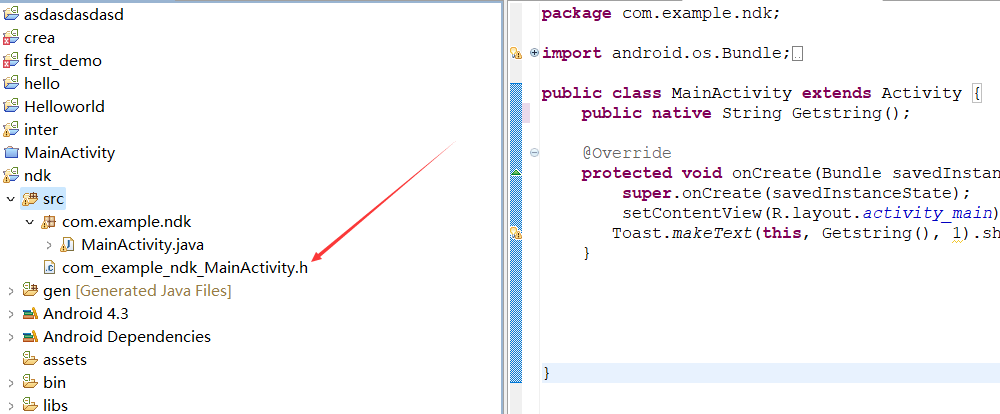 asdasdasdasd
crea
first_demo
hello
Helloworld
inter
MainActivity
ndk
src
com.example.ndk
MainActivity.java
com_example_ndk_MainActivity.h
gen [Generated Java Files]
Android 4.3
Android Dependencies
assets
bin
libs
package com.example.ndk;
import android.os.Bundle;
public class MainActivity extends Activity {
public native String Getstring();
@Override
protected void onCreate(Bundle savedInstan
super.onCreate(savedInstanceState);
setContentView(R.layout.activity_main)
Toast.makeText(this, Getstring(), 1).sh
}
}